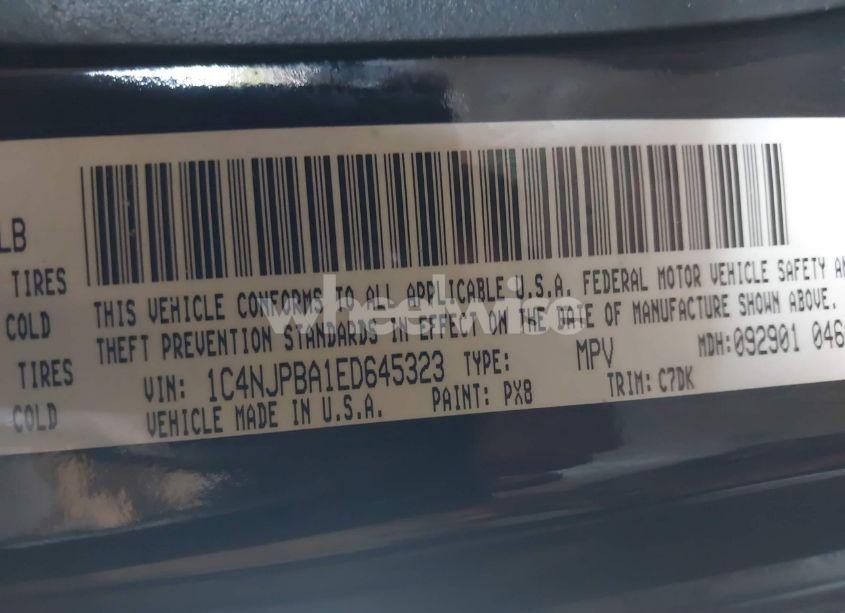 LB
TIRES
COLD
TIRES
COLD
THIS VEHICLE CONFORMS TO ALL APPLICABLE U.S.A. FEDERAL MOTOR VEHICLE SAFETY AN
THEFT PREVENTION STANDARDS IN EFFECT ON THE DATE OF MANUFACTURE SHOWN ABOVE.
VIN: 1C4NJPBA1ED645323 TYPE: MPV MDH: 092901 046
VEHICLE MADE IN U.S.A. PAINT: PX8 TRIM: C7DK
wheelwise